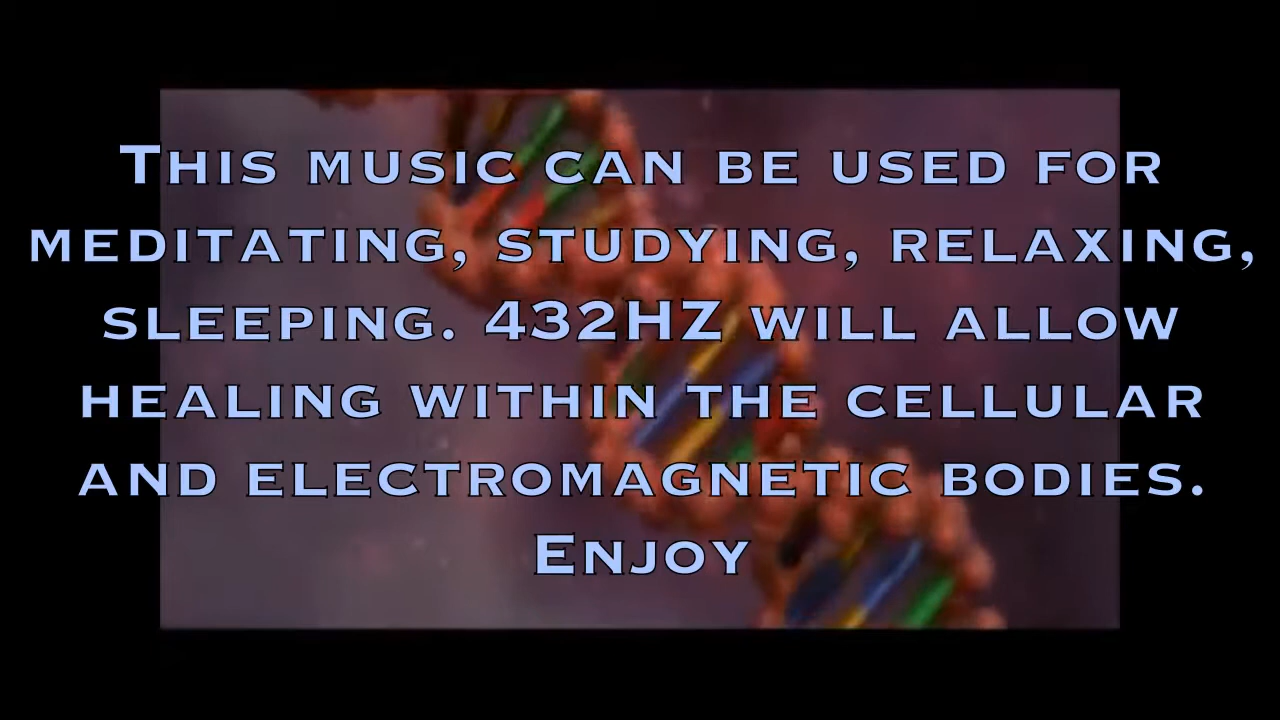 This music can be used for
meditating, studying, relaxing,
sleeping. 432HZ will allow
healing within the cellular
and electromagnetic bodies.
Enjoy